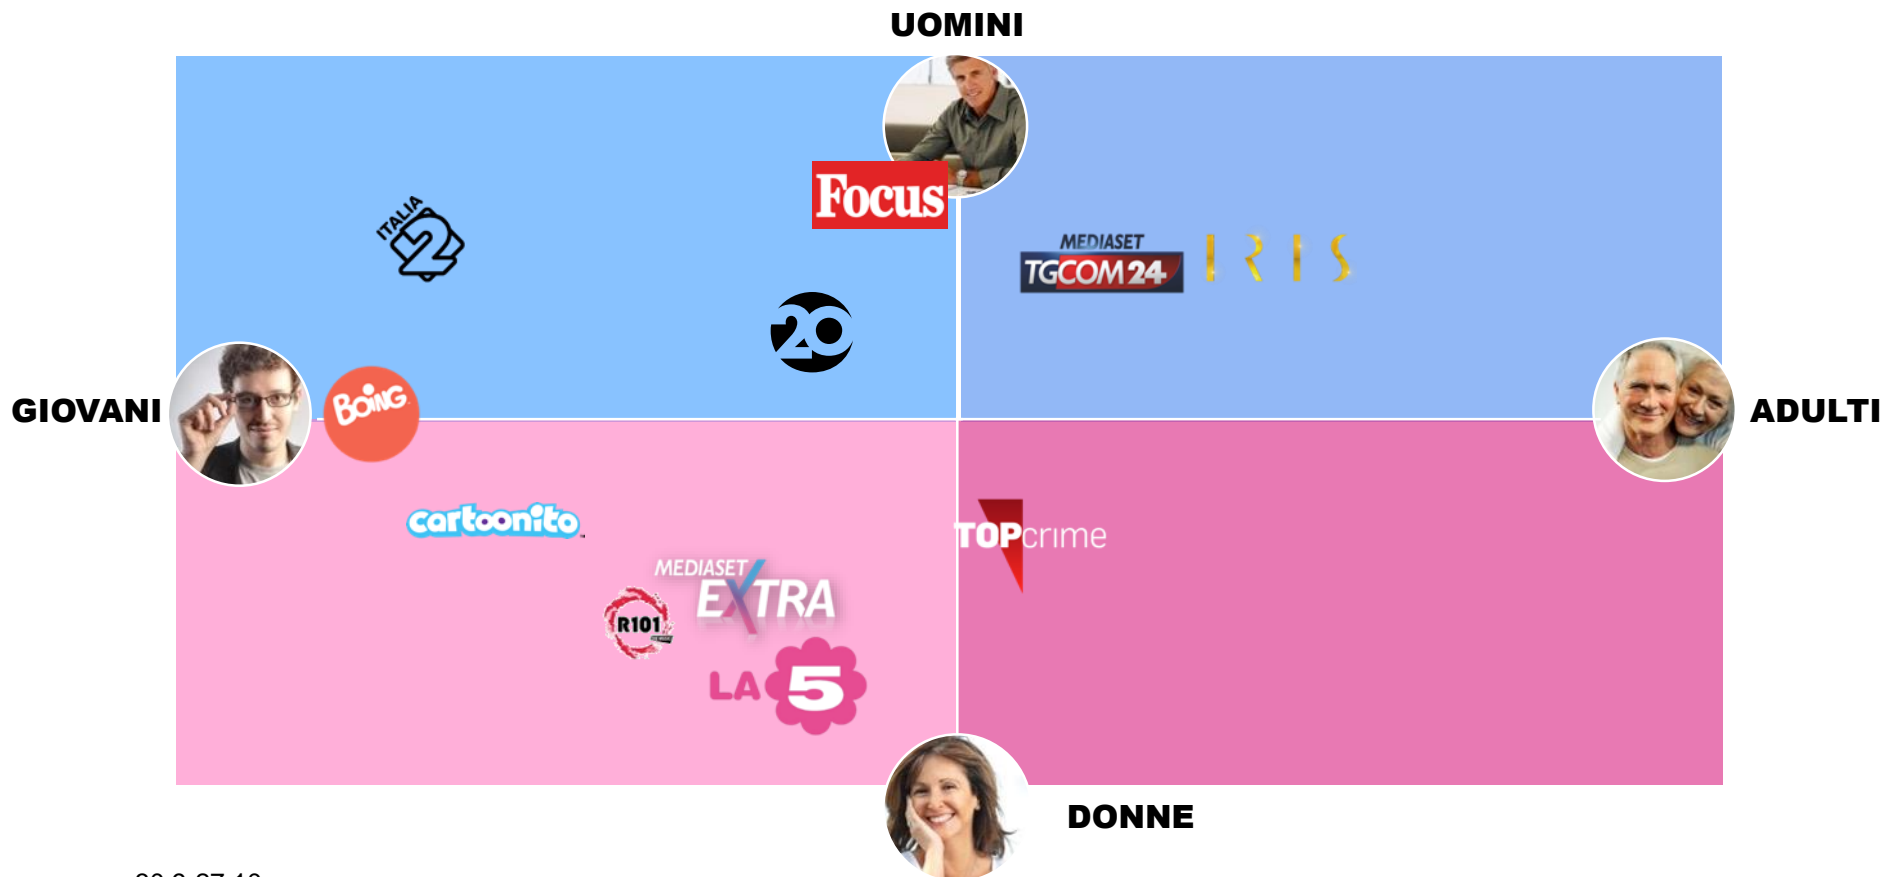 UOMINI
Focus
ITALIA
2
MEDIASET
TGCOM24
IRIS
20
GIOVANI
BOING
ADULTI
cartoonito
TOPcrime
MEDIASET
EXTRA
R101
LA 5
DONNE